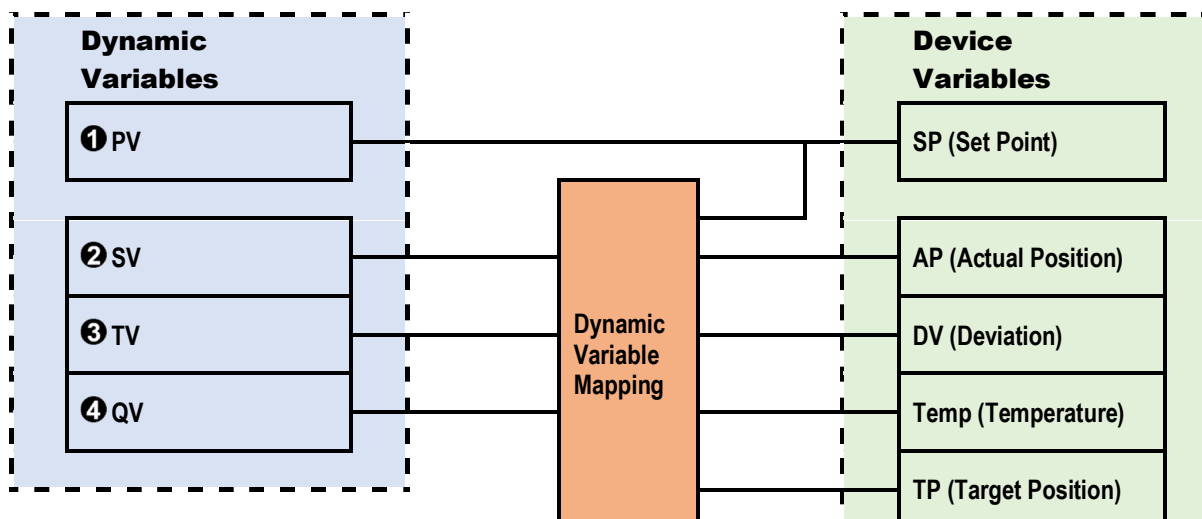 Dynamic
Variables
❶ PV
❷ SV
❸ TV
❹ QV
Dynamic
Variable
Mapping
Device
Variables
SP (Set Point)
AP (Actual Position)
DV (Deviation)
Temp (Temperature)
TP (Target Position)